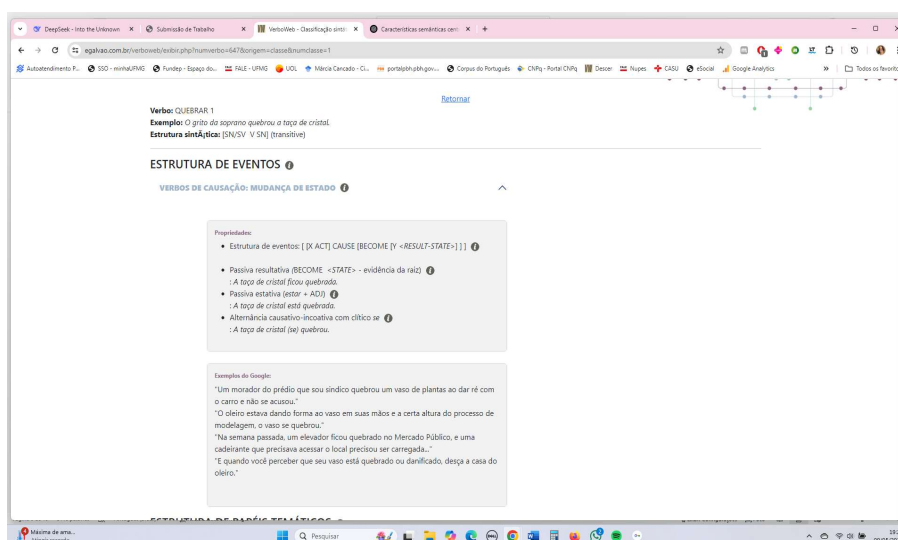 DeepSeek - Into the Unknown
Submissão de Trabalho
VerboWeb - Classificação sintá
Características semânticas cent
egalvao.com.br/verboweb/exibir.php?numverbo=647&origem=classe&numclasse=1
Autoatendimento P...
SSO - minhaUFMG
Fundep - Espaço do...
FALE - UFMG
UOL
Márcia Cancado - Ci...
portalpbh.pbh.gov...
Corpus do Português
CNPq - Portal CNPq
Descer
Nupes
CASU
eSocial
Google Analytics
Todos os favorito
Retornar
Verbo: QUEBRAR 1
Exemplo: O grito da soprano quebrou a taça de cristal.
Estrutura sintÃ¡tica: [SN/SV V SN] (transitive)
ESTRUTURA DE EVENTOS
VERBOS DE CAUSAÇÃO: MUDANÇA DE ESTADO
Propriedades:
• Estrutura de eventos: [ [X ACT] CAUSE [BECOME [Y <RESULT-STATE>] ] ]
• Passiva resultativa (BECOME <STATE> - evidência da raiz)
: A taça de cristal ficou quebrada.
• Passiva estativa (estar + ADJ)
: A taça de cristal está quebrada.
• Alternância causativo-incoativa com clítico se
: A taça de cristal (se) quebrou.
Exemplos do Google:
"Um morador do prédio que sou síndico quebrou um vaso de plantas ao dar ré com
o carro e não se acusou."
"O oleiro estava dando forma ao vaso em suas mãos e a certa altura do processo de
modelagem, o vaso se quebrou."
"Na semana passada, um elevador ficou quebrado no Mercado Público, e uma
cadeirante que precisava acessar o local precisou ser carregada..."
"E quando você perceber que seu vaso está quebrado ou danificado, desça a casa do
oleiro."
ESTRUTURA DE PAPÉIS TEMÁTICOS
Máxima de ama...
Pesquisar